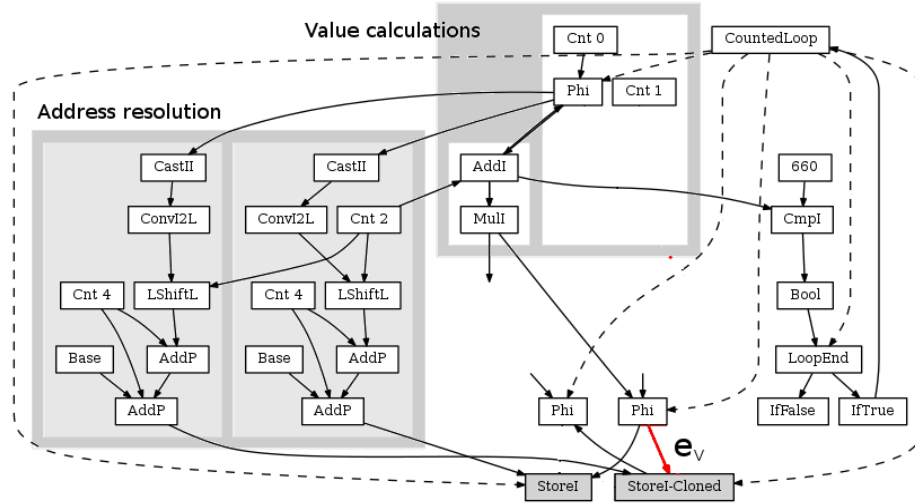 Value calculations
Cnt 0
CountedLoop
Phi
Cnt 1
Address resolution
CastII
CastII
AddI
660
ConvI2L
ConvI2L
Cnt 2
MulI
CmpI
Cnt 4
LShiftL
Cnt 4
LShiftL
Bool
Base
AddP
Base
AddP
LoopEnd
AddP
AddP
Phi
Phi
IfFalse
IfTrue
ev
StoreI
StoreI-Cloned